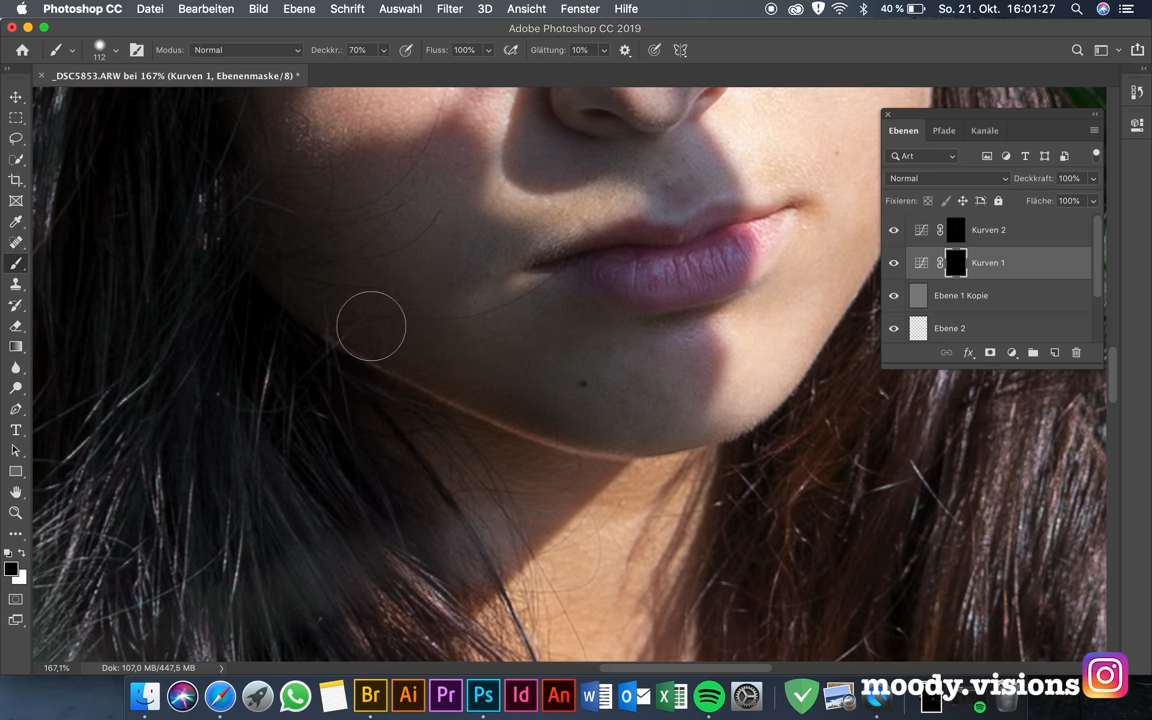 Photoshop CC Datei Bearbeiten Bild Ebene Schrift Auswahl Filter 3D Ansicht Fenster Hilfe 40 % So. 21. Okt. 16:01:27
Adobe Photoshop CC 2019
112 Modus: Normal Deckkr.: 70% Fluss: 100% Glättung: 10%
_DSC5853.ARW bei 167% (Kurven 1, Ebenenmaske/8) *
Ebenen Pfade Kanäle
Art
Normal Deckkraft: 100%
Fixieren: Fläche: 100%
Kurven 2
Kurven 1
Ebene 1 Kopie
Ebene 2
fx
167,1% Dok: 107,0 MB/447,5 MB
Br Ai Pr Ps Id An
moody.visions